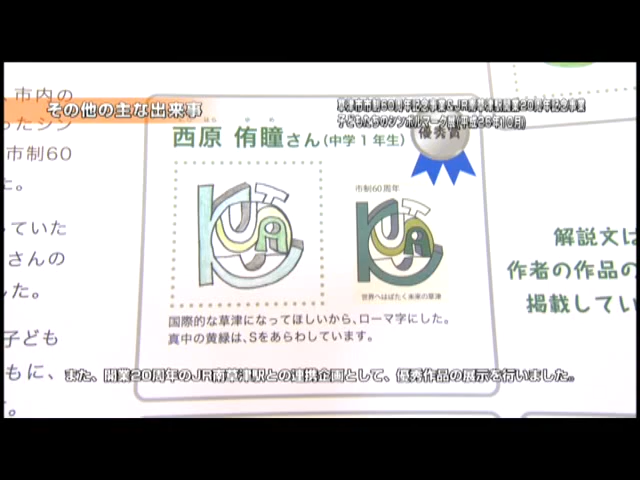 その他の主な出来事
草津市市制60周年記念事業&JR南草津駅開業20周年記念事業
子どもたちのシンボルマーク展(平成26年10月)
市内の
ったシン
市制60
た。
していた
さんの
した。
子ども
もに、
た。
西原 侑瞳さん(中学1年生)
優秀賞
市制60周年
世界へはばたく未来の草津
国際的な草津になってほしいから、ローマ字にした。
真中の黄緑は、Sをあらわしています。
解説文は
作者の作品の
掲載してい
また、開業20周年のJR南草津駅との連携企画として、優秀作品の展示を行いました。